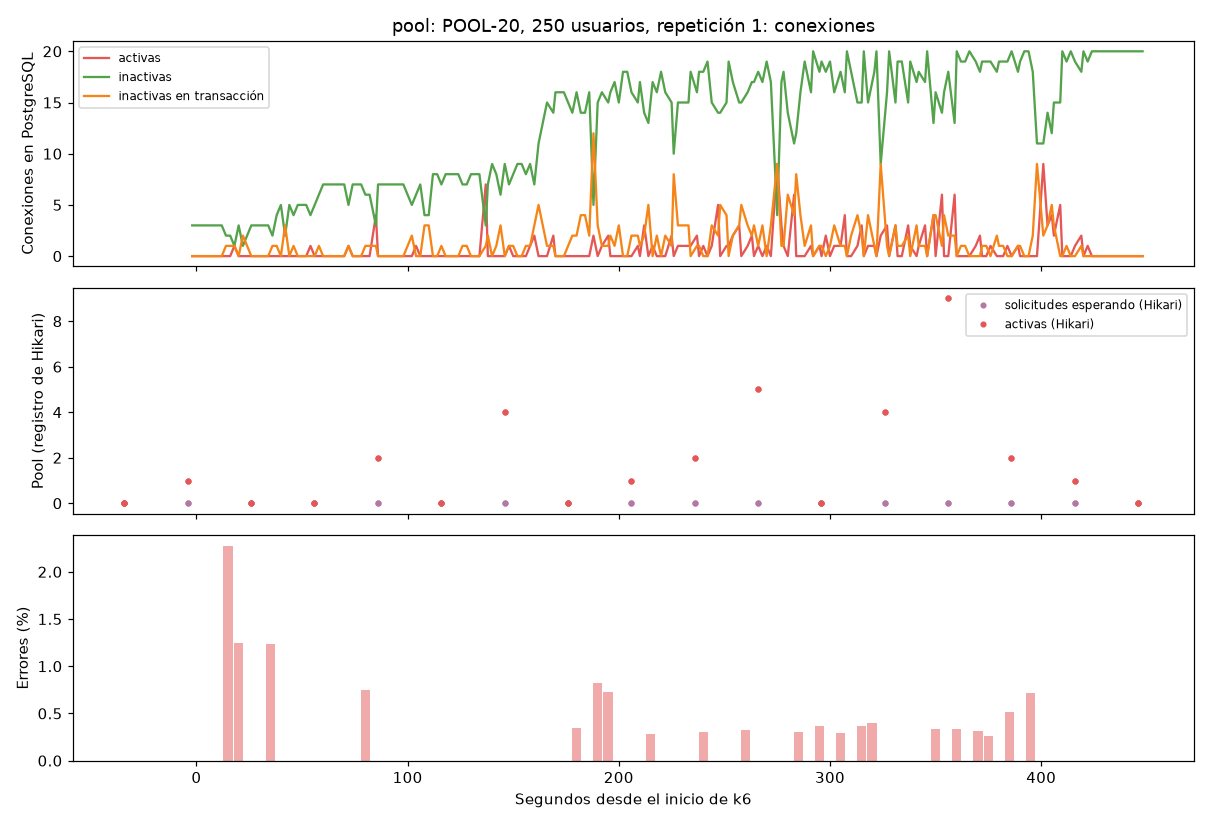 pool: POOL-20, 250 usuarios, repetición 1: conexiones
Conexiones en PostgreSQL
20
15
10
5
0
activas
inactivas
inactivas en transacción
Pool (registro de Hikari)
8
6
4
2
0
solicitudes esperando (Hikari)
activas (Hikari)
Errores (%)
2.0
1.5
1.0
0.5
0.0
0 100 200 300 400
Segundos desde el inicio de k6